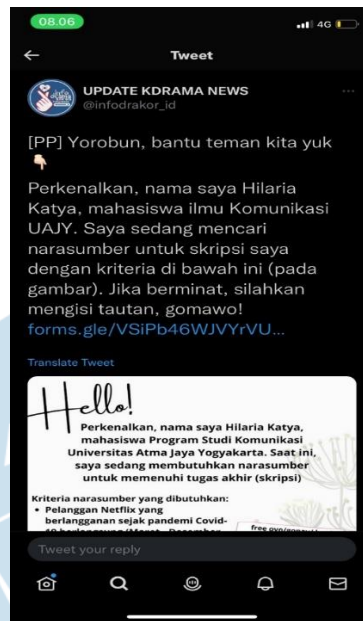 08.06
4G
Tweet
UPDATE KDRAMA NEWS
@infodrakor_id
[PP] Yorobun, bantu teman kita yuk
👇🏻
Perkenalkan, nama saya Hilaria
Katya, mahasiswa ilmu Komunikasi
UAJY. Saya sedang mencari
narasumber untuk skripsi saya
dengan kriteria di bawah ini (pada
gambar). Jika berminat, silahkan
mengisi tautan, gomawo!
forms.gle/VSiPb46WJVYrVU...
Translate Tweet
Hello!
Perkenalkan, nama saya Hilaria Katya,
mahasiswa Program Studi Komunikasi
Universitas Atma Jaya Yogyakarta. Saat ini,
saya sedang membutuhkan narasumber
untuk memenuhi tugas akhir (skripsi)
Kriteria narasumber yang dibutuhkan:
• Pelanggan Netflix yang
berlangganan sejak pandemi Covid-
Tweet your reply